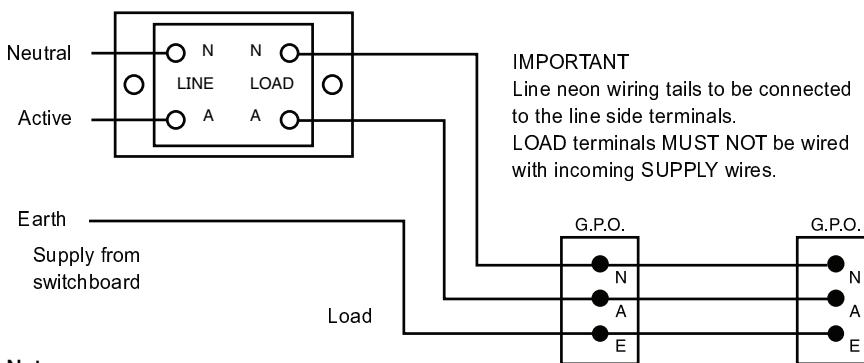 Neutral
N N
LINE LOAD
Active
A A
IMPORTANT
Line neon wiring tails to be connected
to the line side terminals.
LOAD terminals MUST NOT be wired
with incoming SUPPLY wires.
Earth
Supply from
switchboard
Load
G.P.O.
N
A
E
G.P.O.
N
A
E